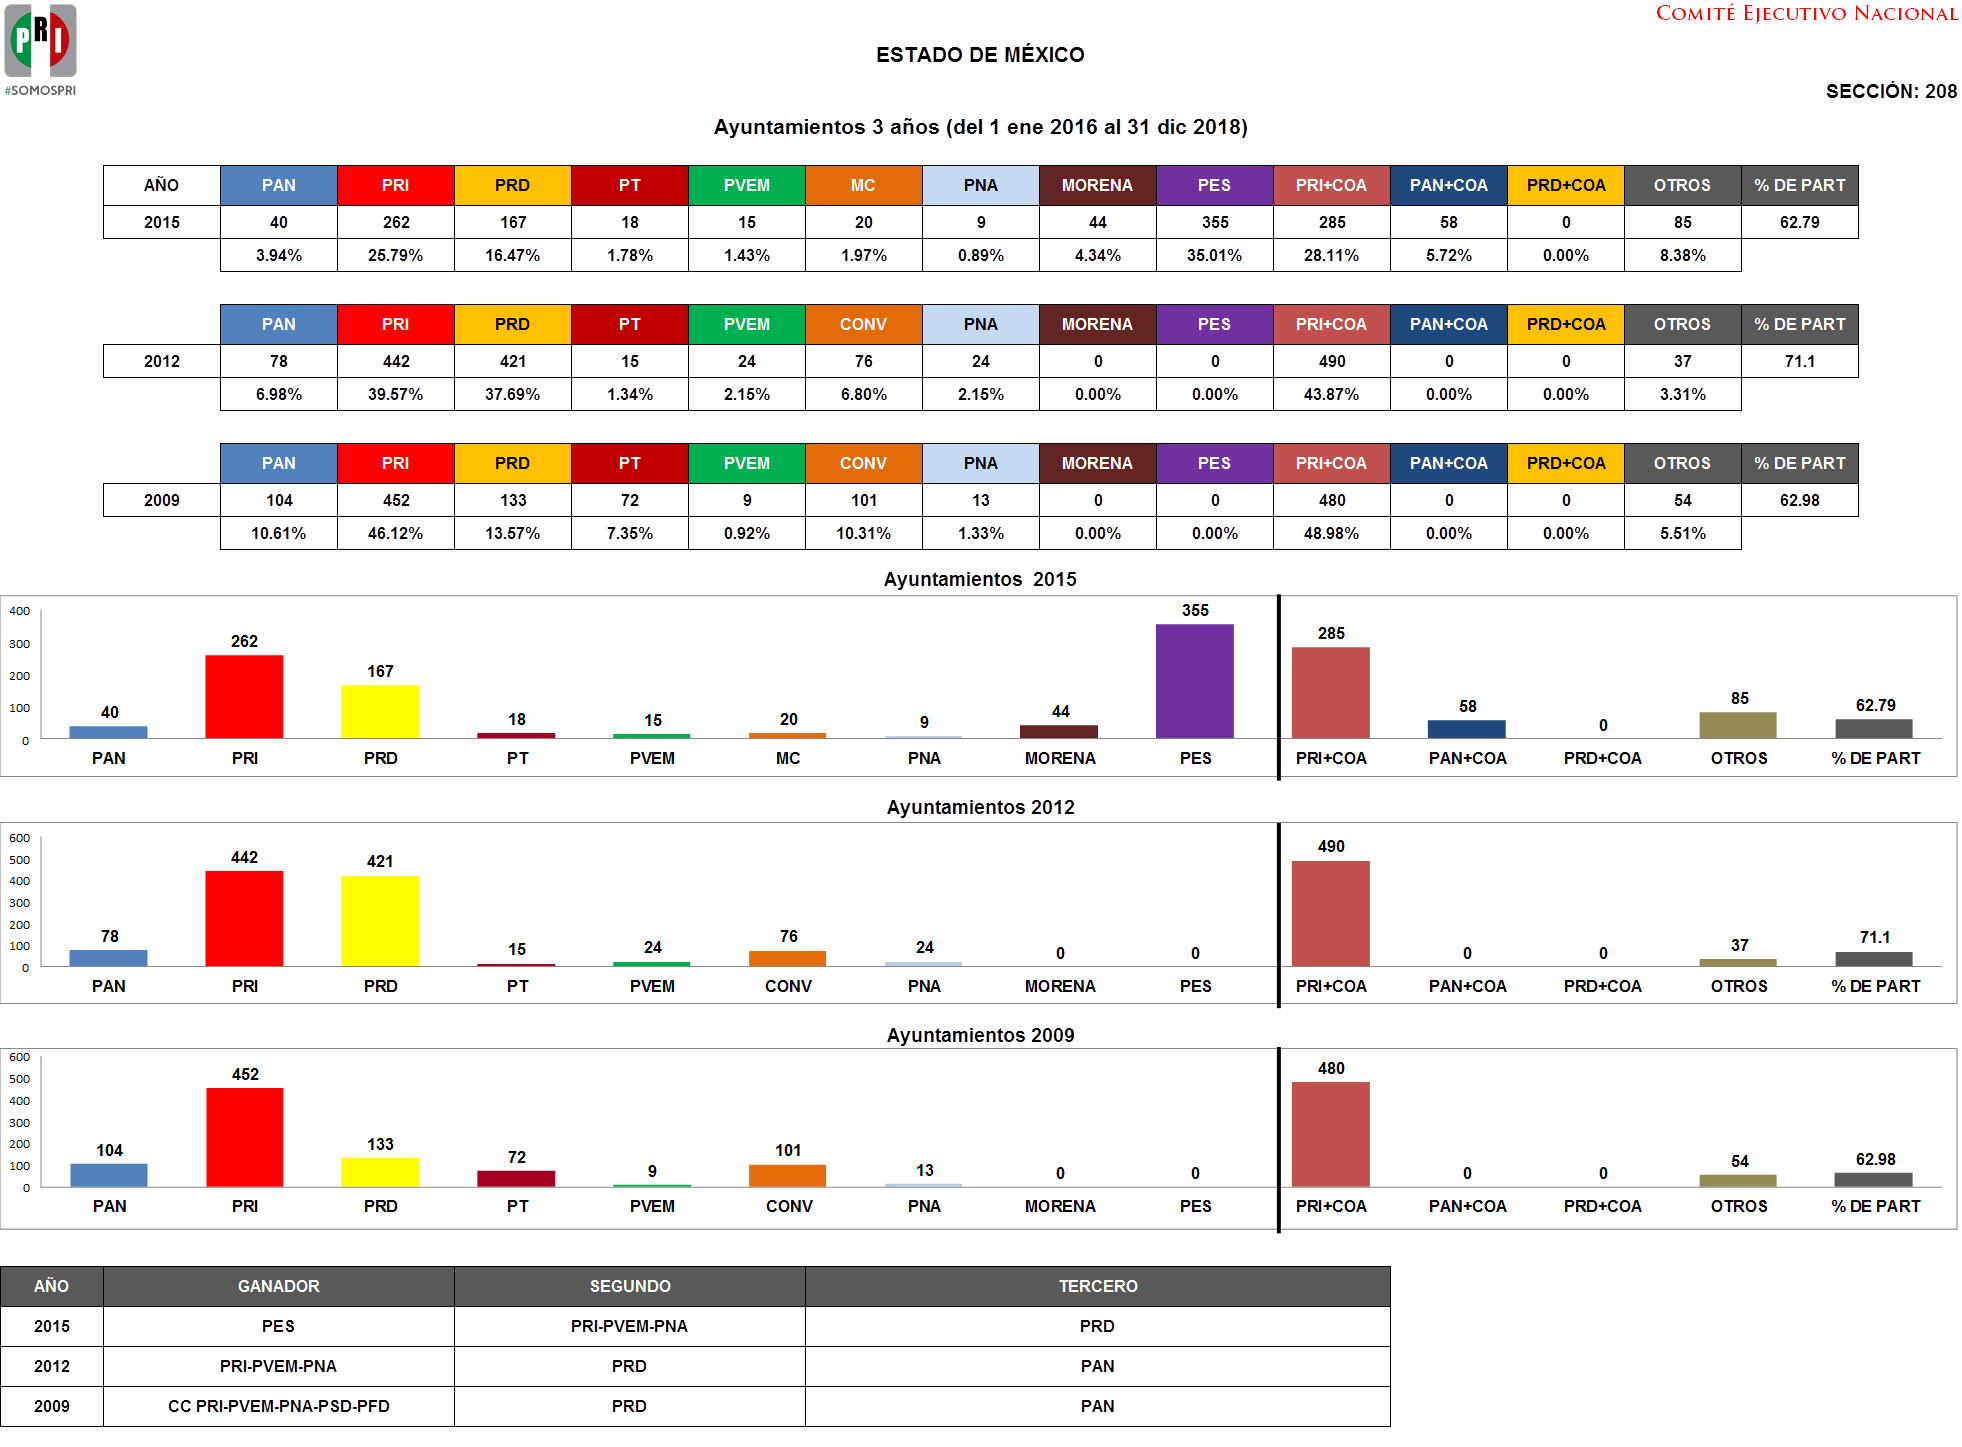 PRI
#SOMOSPRI
COMITÉ EJECUTIVO NACIONAL
ESTADO DE MÉXICO
SECCIÓN: 208
Ayuntamientos 3 años (del 1 ene 2016 al 31 dic 2018)
AÑO PAN PRI PRD PT PVEM MC PNA MORENA PES PRI+COA PAN+COA PRD+COA OTROS % DE PART
2015 40 262 167 18 15 20 9 44 355 285 58 0 85 62.79
3.94% 25.79% 16.47% 1.78% 1.43% 1.97% 0.89% 4.34% 35.01% 28.11% 5.72% 0.00% 8.38%
PAN PRI PRD PT PVEM CONV PNA MORENA PES PRI+COA PAN+COA PRD+COA OTROS % DE PART
2012 78 442 421 15 24 76 24 0 0 490 0 0 37 71.1
6.98% 39.57% 37.69% 1.34% 2.15% 6.80% 2.15% 0.00% 0.00% 43.87% 0.00% 0.00% 3.31%
PAN PRI PRD PT PVEM CONV PNA MORENA PES PRI+COA PAN+COA PRD+COA OTROS % DE PART
2009 104 452 133 72 9 101 13 0 0 480 0 0 54 62.98
10.61% 46.12% 13.57% 7.35% 0.92% 10.31% 1.33% 0.00% 0.00% 48.98% 0.00% 0.00% 5.51%
Ayuntamientos 2015
400
300
200
100
0
40 262 167 18 15 20 9 44 355 285 58 0 85 62.79
PAN PRI PRD PT PVEM MC PNA MORENA PES PRI+COA PAN+COA PRD+COA OTROS % DE PART
Ayuntamientos 2012
600
500
400
300
200
100
0
78 442 421 15 24 76 24 0 0 490 0 0 37 71.1
PAN PRI PRD PT PVEM CONV PNA MORENA PES PRI+COA PAN+COA PRD+COA OTROS % DE PART
Ayuntamientos 2009
600
500
400
300
200
100
0
104 452 133 72 9 101 13 0 0 480 0 0 54 62.98
PAN PRI PRD PT PVEM CONV PNA MORENA PES PRI+COA PAN+COA PRD+COA OTROS % DE PART
AÑO GANADOR SEGUNDO TERCERO
2015 PES PRI-PVEM-PNA PRD
2012 PRI-PVEM-PNA PRD PAN
2009 CC PRI-PVEM-PNA-PSD-PFD PRD PAN